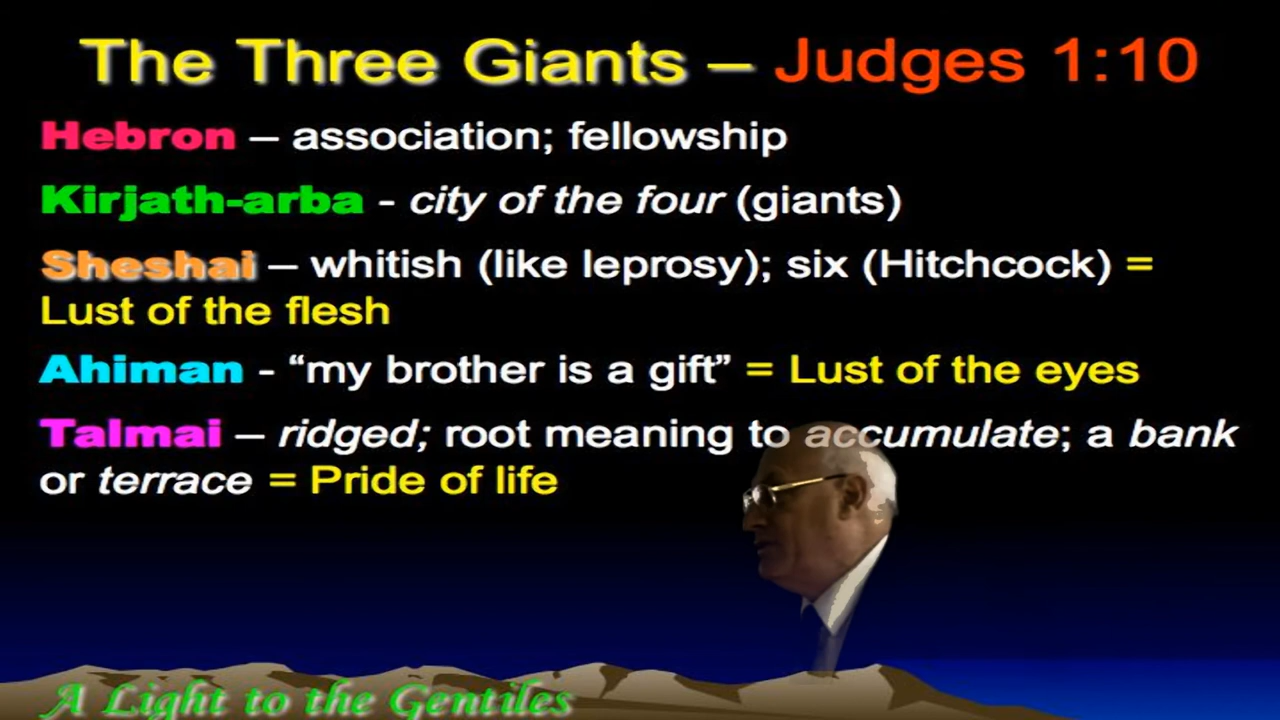 The Three Giants – Judges 1:10
Hebron – association; fellowship
Kirjath-arba - city of the four (giants)
Sheshai – whitish (like leprosy); six (Hitchcock) =
Lust of the flesh
Ahiman - “my brother is a gift” = Lust of the eyes
Talmai – ridged; root meaning to accumulate; a bank
or terrace = Pride of life
A Light to the Gentiles